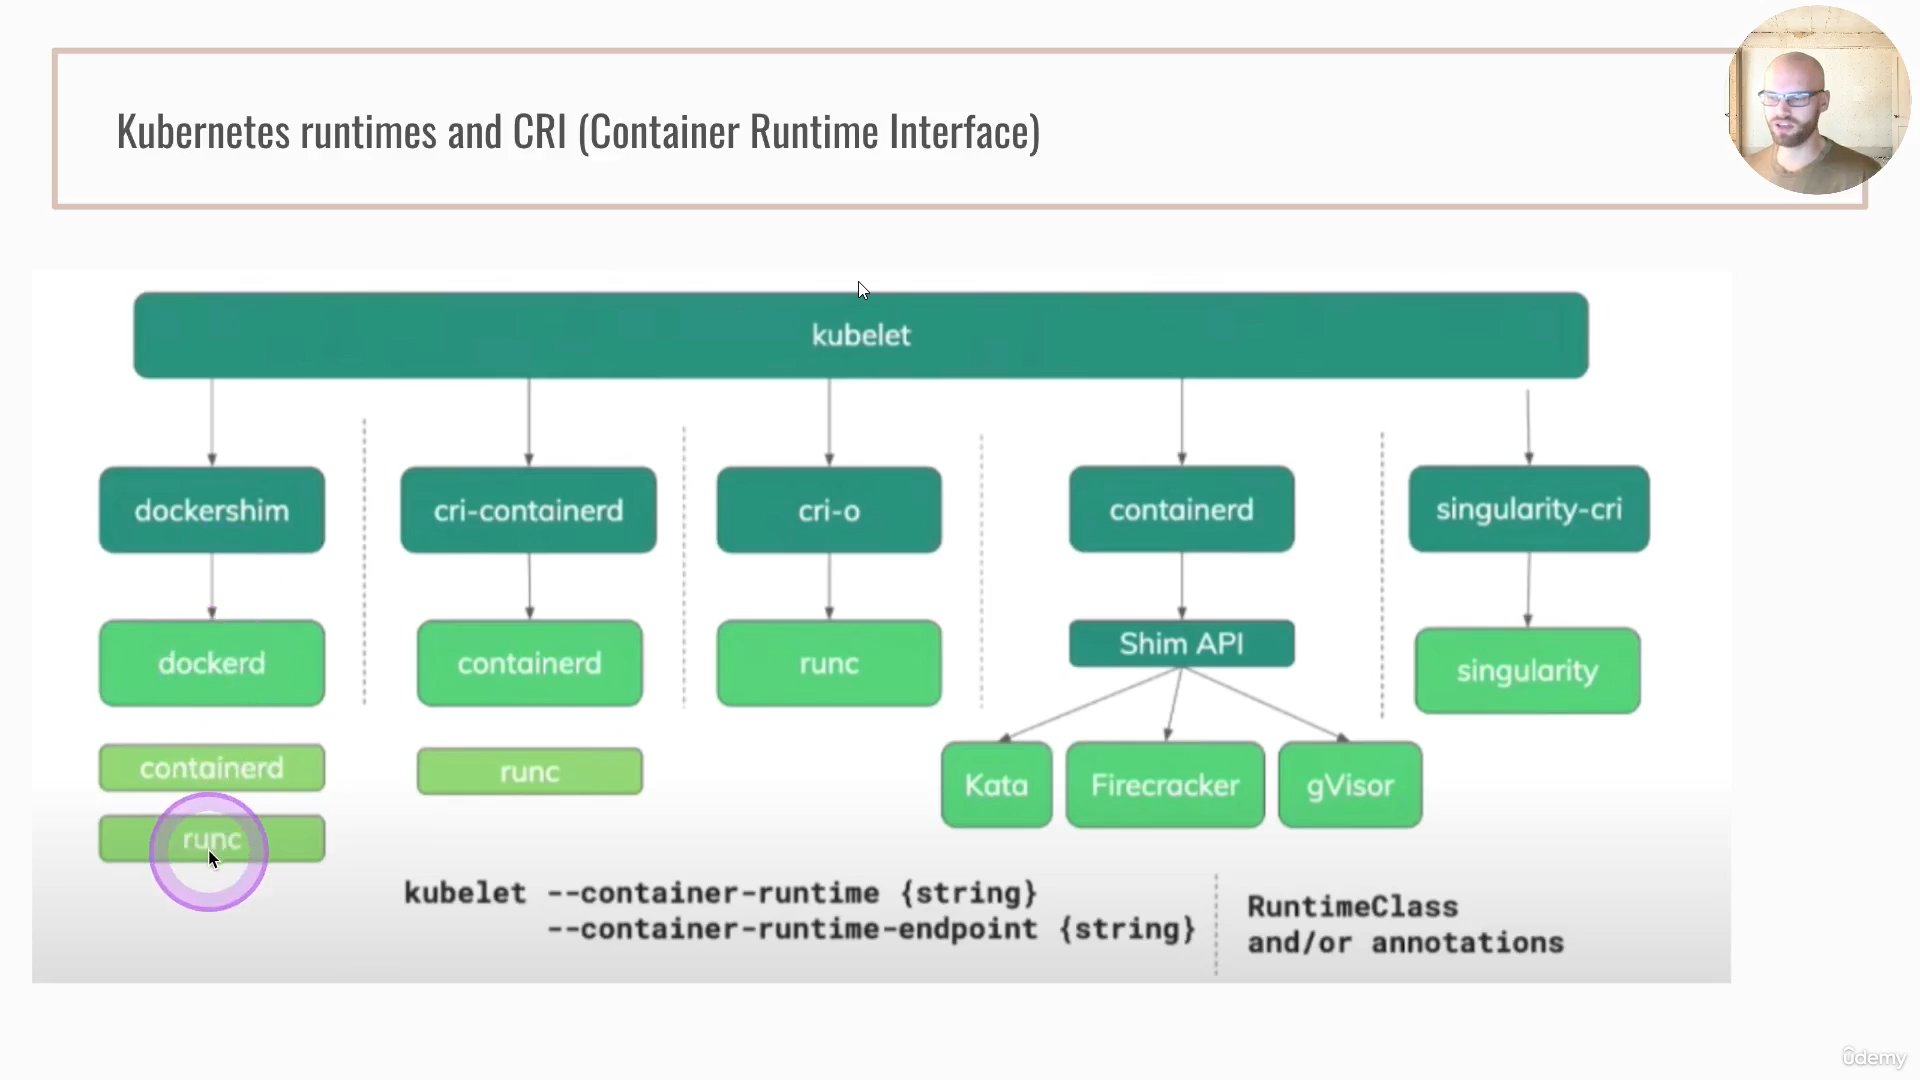 Kubernetes runtimes and CRI (Container Runtime Interface)
kubelet
dockershim
cri-containerd
cri-o
containerd
singularity-cri
dockerd
containerd
runc
Shim API
singularity
containerd
runc
Kata
Firecracker
gVisor
runc
kubelet --container-runtime {string}
--container-runtime-endpoint {string}
RuntimeClass
and/or annotations
ûdemy